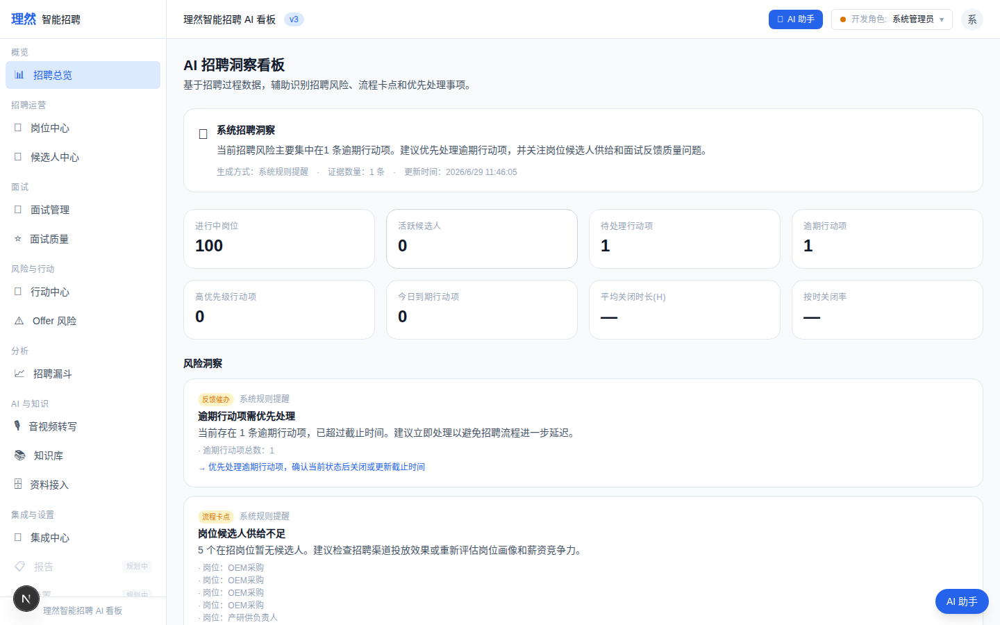 理然 智能招聘
理然智能招聘 AI 看板 v3
AI 助手
开发角色: 系统管理员 ▾
系
概览
招聘总览
招聘运营
岗位中心
候选人中心
面试
面试管理
面试质量
风险与行动
行动中心
Offer 风险
分析
招聘漏斗
AI 与知识
音视频转写
知识库
资料接入
集成与设置
集成中心
报告 规划中
置 规划中
N
理然智能招聘 AI 看板
AI 招聘洞察看板
基于招聘过程数据，辅助识别招聘风险、流程卡点和优先处理事项。
系统招聘洞察
当前招聘风险主要集中在1 条逾期行动项。建议优先处理逾期行动项，并关注岗位候选人供给和面试反馈质量问题。
生成方式：系统规则提醒 · 证据数量：1 条 · 更新时间：2026/6/29 11:46:05
进行中岗位
100
活跃候选人
0
待处理行动项
1
逾期行动项
1
高优先级行动项
0
今日到期行动项
0
平均关闭时长(H)
—
按时关闭率
—
风险洞察
反馈催办 系统规则提醒
逾期行动项需优先处理
当前存在 1 条逾期行动项，已超过截止时间。建议立即处理以避免招聘流程进一步延迟。
· 逾期行动项总数：1
→ 优先处理逾期行动项，确认当前状态后关闭或更新截止时间
流程卡点 系统规则提醒
岗位候选人供给不足
5 个在招岗位暂无候选人。建议检查招聘渠道投放效果或重新评估岗位画像和薪资竞争力。
· 岗位：OEM采购
· 岗位：OEM采购
· 岗位：OEM采购
· 岗位：OEM采购
· 岗位：产研供负责人
AI 助手